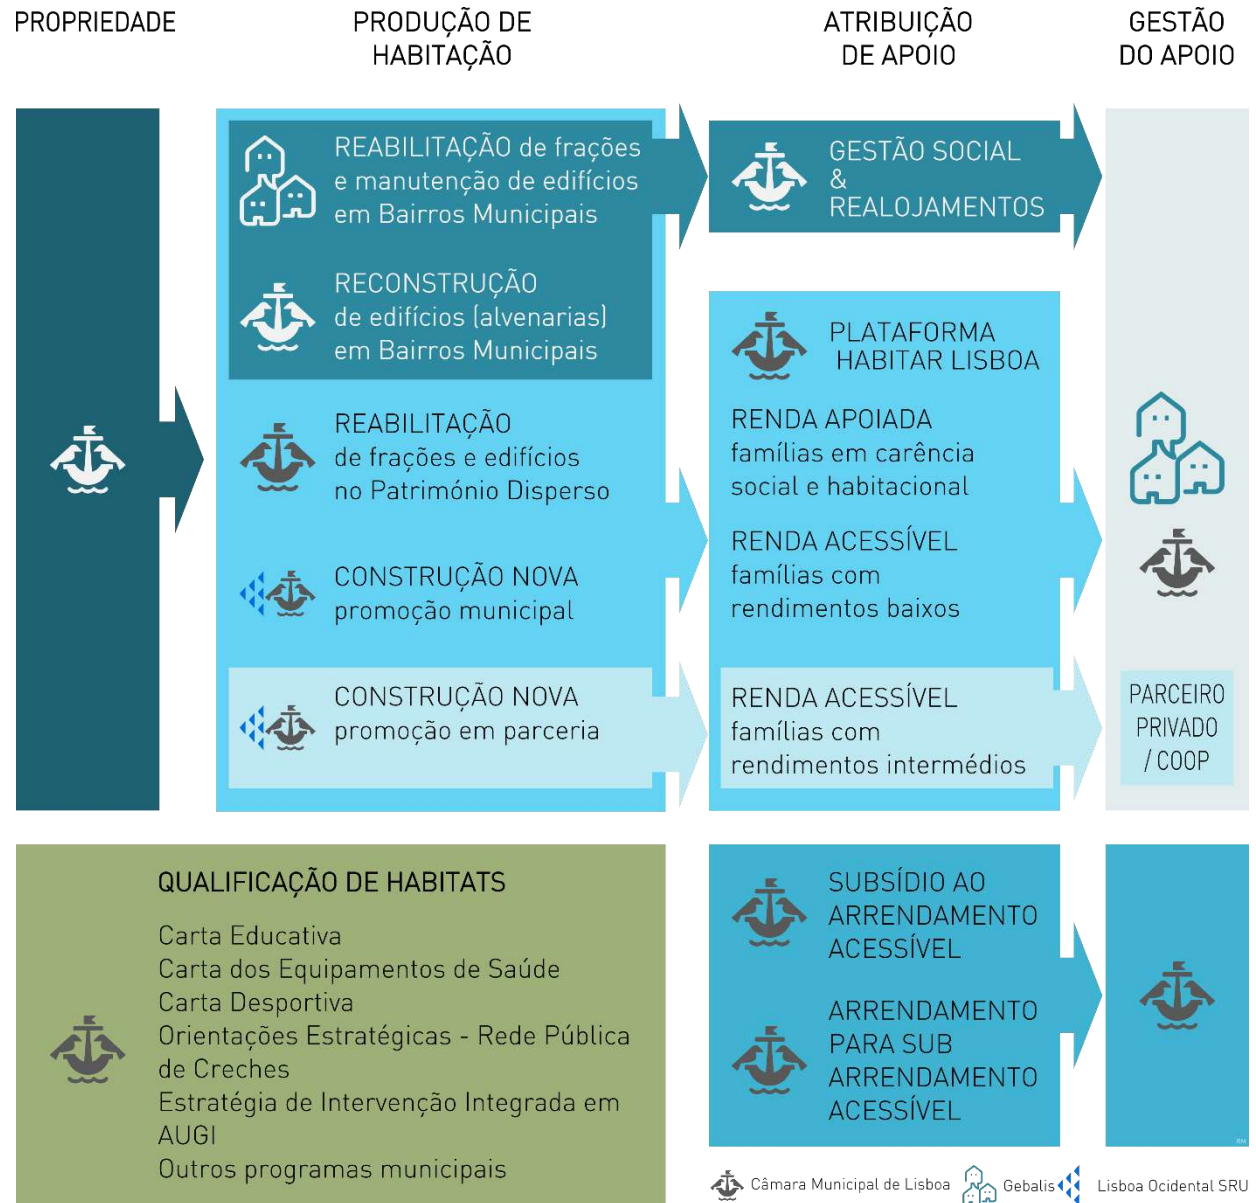 PROPRIEDADE
PRODUÇÃO DE
HABITAÇÃO
ATRIBUIÇÃO
DE APOIO
GESTÃO
DO APOIO
REABILITAÇÃO de frações
e manutenção de edifícios
em Bairros Municipais
RECONSTRUÇÃO
de edifícios (alvenarias)
em Bairros Municipais
REABILITAÇÃO
de frações e edifícios
no Património Disperso
CONSTRUÇÃO NOVA
promoção municipal
CONSTRUÇÃO NOVA
promoção em parceria
GESTÃO SOCIAL
&
REALOJAMENTOS
PLATAFORMA
HABITAR LISBOA
RENDA APOIADA
famílias em carência
social e habitacional
RENDA ACESSÍVEL
famílias com
rendimentos baixos
RENDA ACESSÍVEL
famílias com
rendimentos intermédios
PARCEIRO
PRIVADO
/ COOP
QUALIFICAÇÃO DE HABITATS
Carta Educativa
Carta dos Equipamentos de Saúde
Carta Desportiva
Orientações Estratégicas - Rede Pública
de Creches
Estratégia de Intervenção Integrada em
AUGI
Outros programas municipais
SUBSÍDIO AO
ARRENDAMENTO
ACESSÍVEL
ARRENDAMENTO
PARA SUB
ARRENDAMENTO
ACESSÍVEL
RM
Câmara Municipal de Lisboa
Gebalis
Lisboa Ocidental SRU